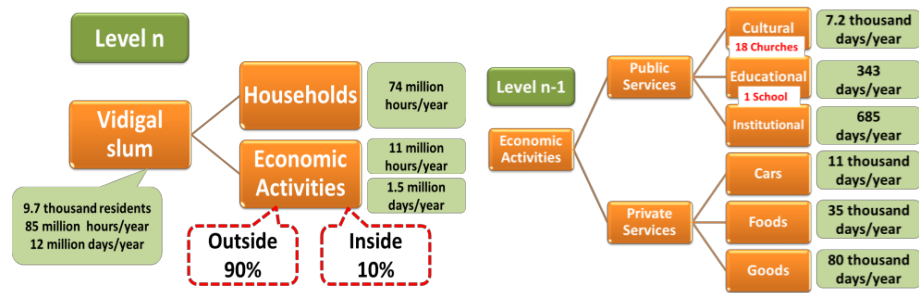 Level n
Vidigal
slum
9.7 thousand residents
85 million hours/year
12 million days/year
Households
74 million
hours/year
Economic
Activities
11 million
hours/year
1.5 million
days/year
Outside
90%
Inside
10%
Level n-1
Economic
Activities
Public
Services
Cultural
7.2 thousand
days/year
18 Churches
Educational
343
days/year
1 School
Institutional
685
days/year
Private
Services
Cars
11 thousand
days/year
Foods
35 thousand
days/year
Goods
80 thousand
days/year